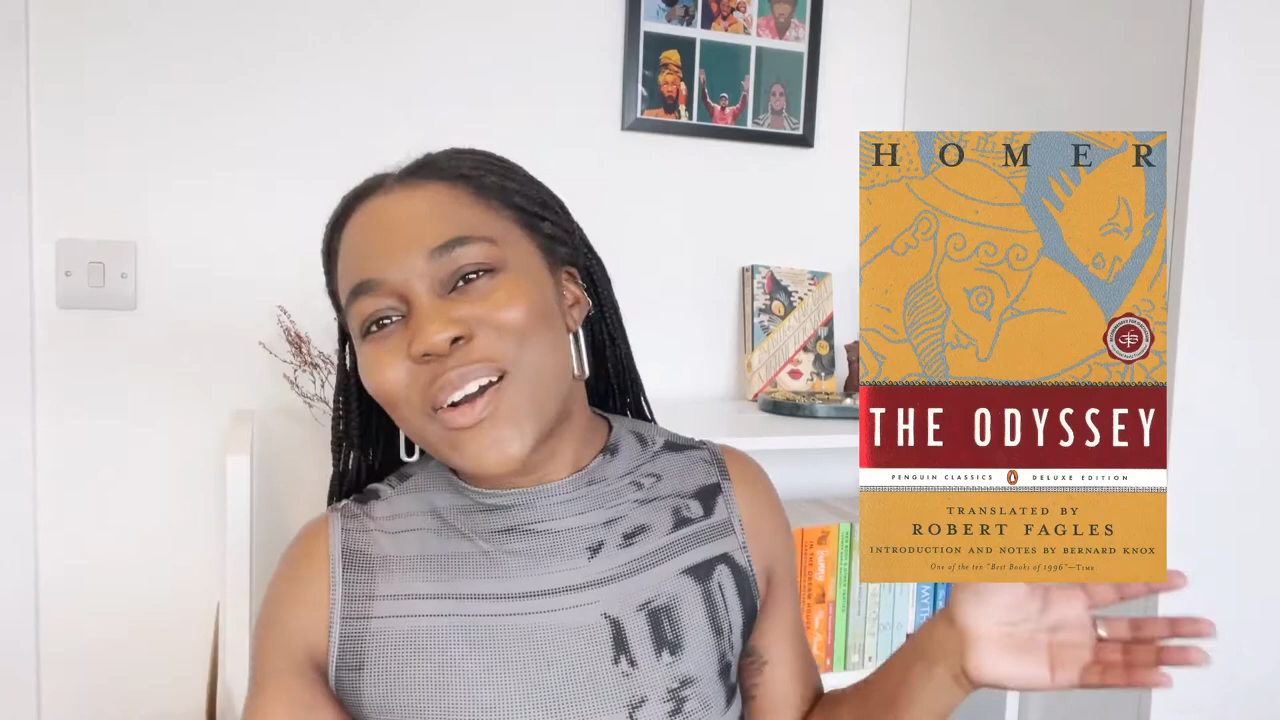 HOMER
THE ODYSSEY
PENGUIN CLASSICS DELUXE EDITION
TRANSLATED BY
ROBERT FAGLES
INTRODUCTION AND NOTES BY BERNARD KNOX
One of the ten "Best Books of 1996"—TIME